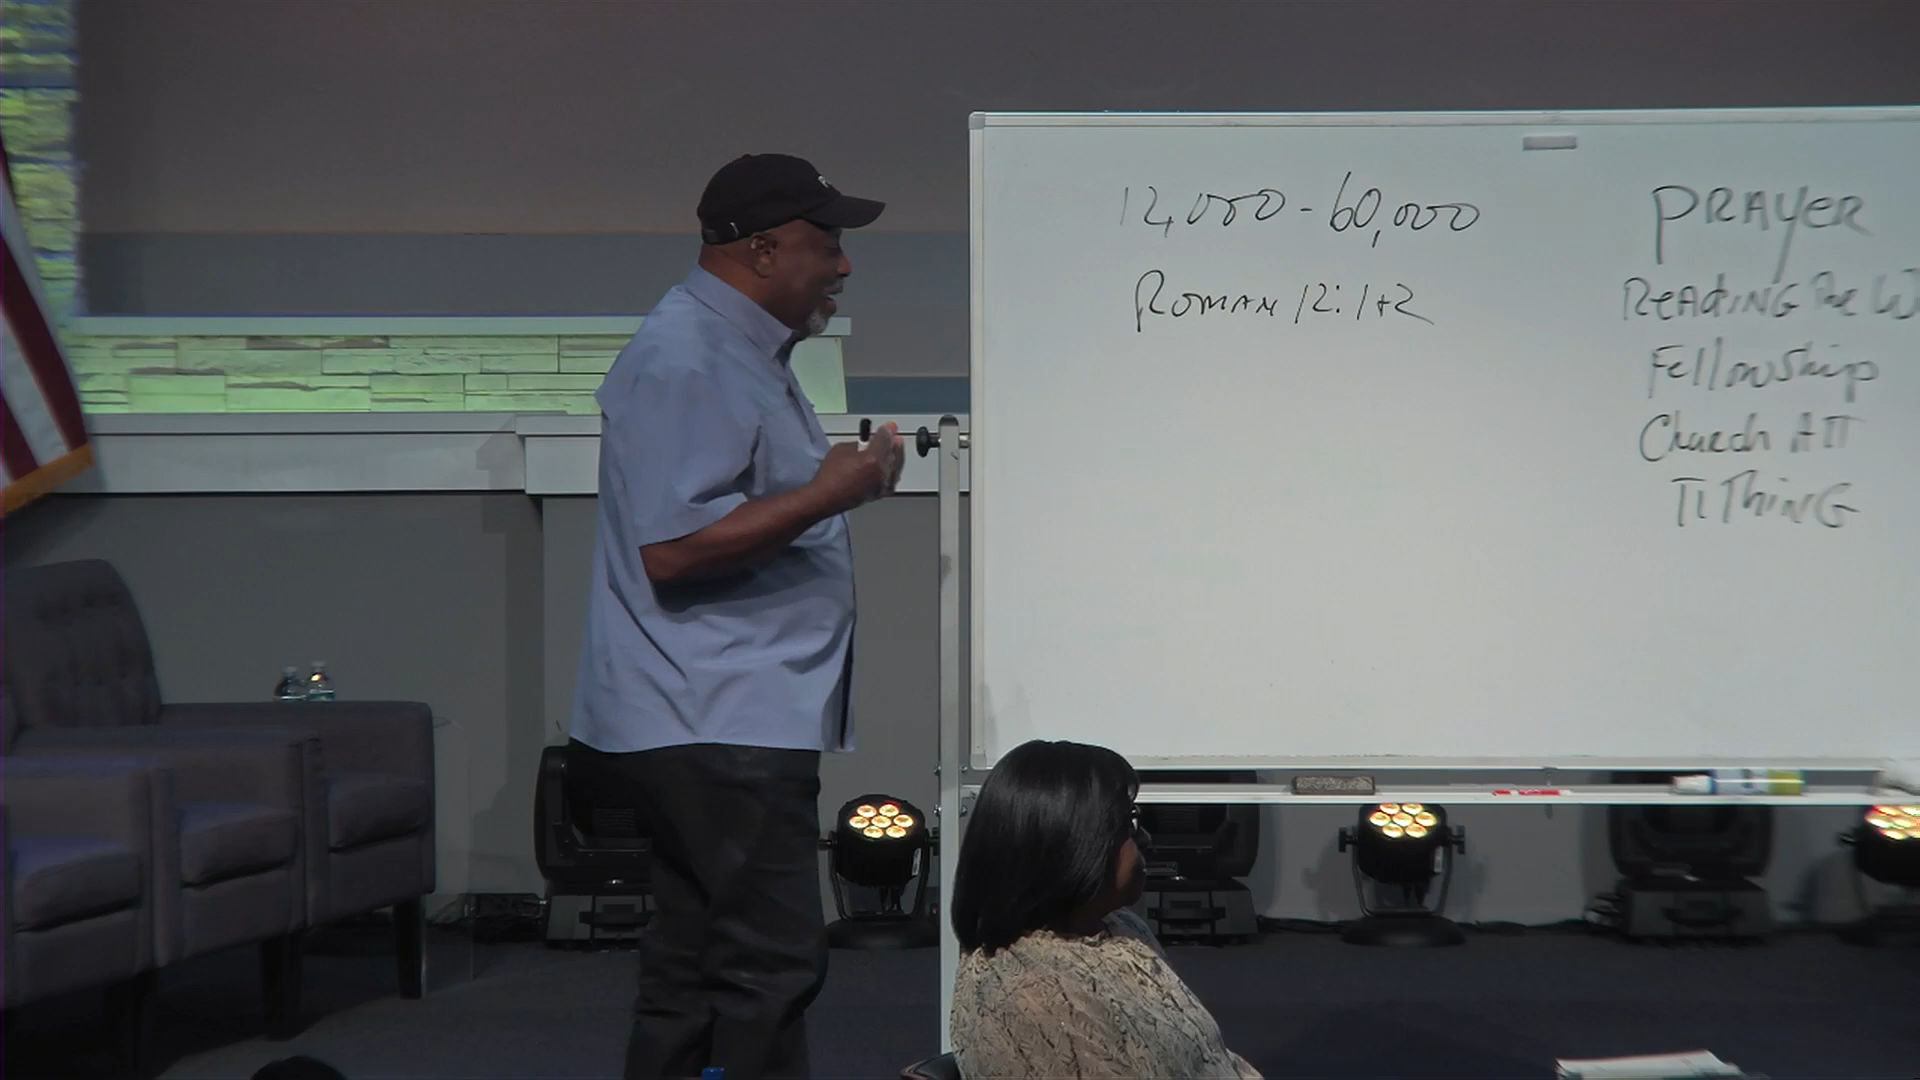 12,000 - 60,000
ROMAN 12:1+2
PRAYER
ReAdiNG The W
Fellowship
Church ATT
TiThiNG